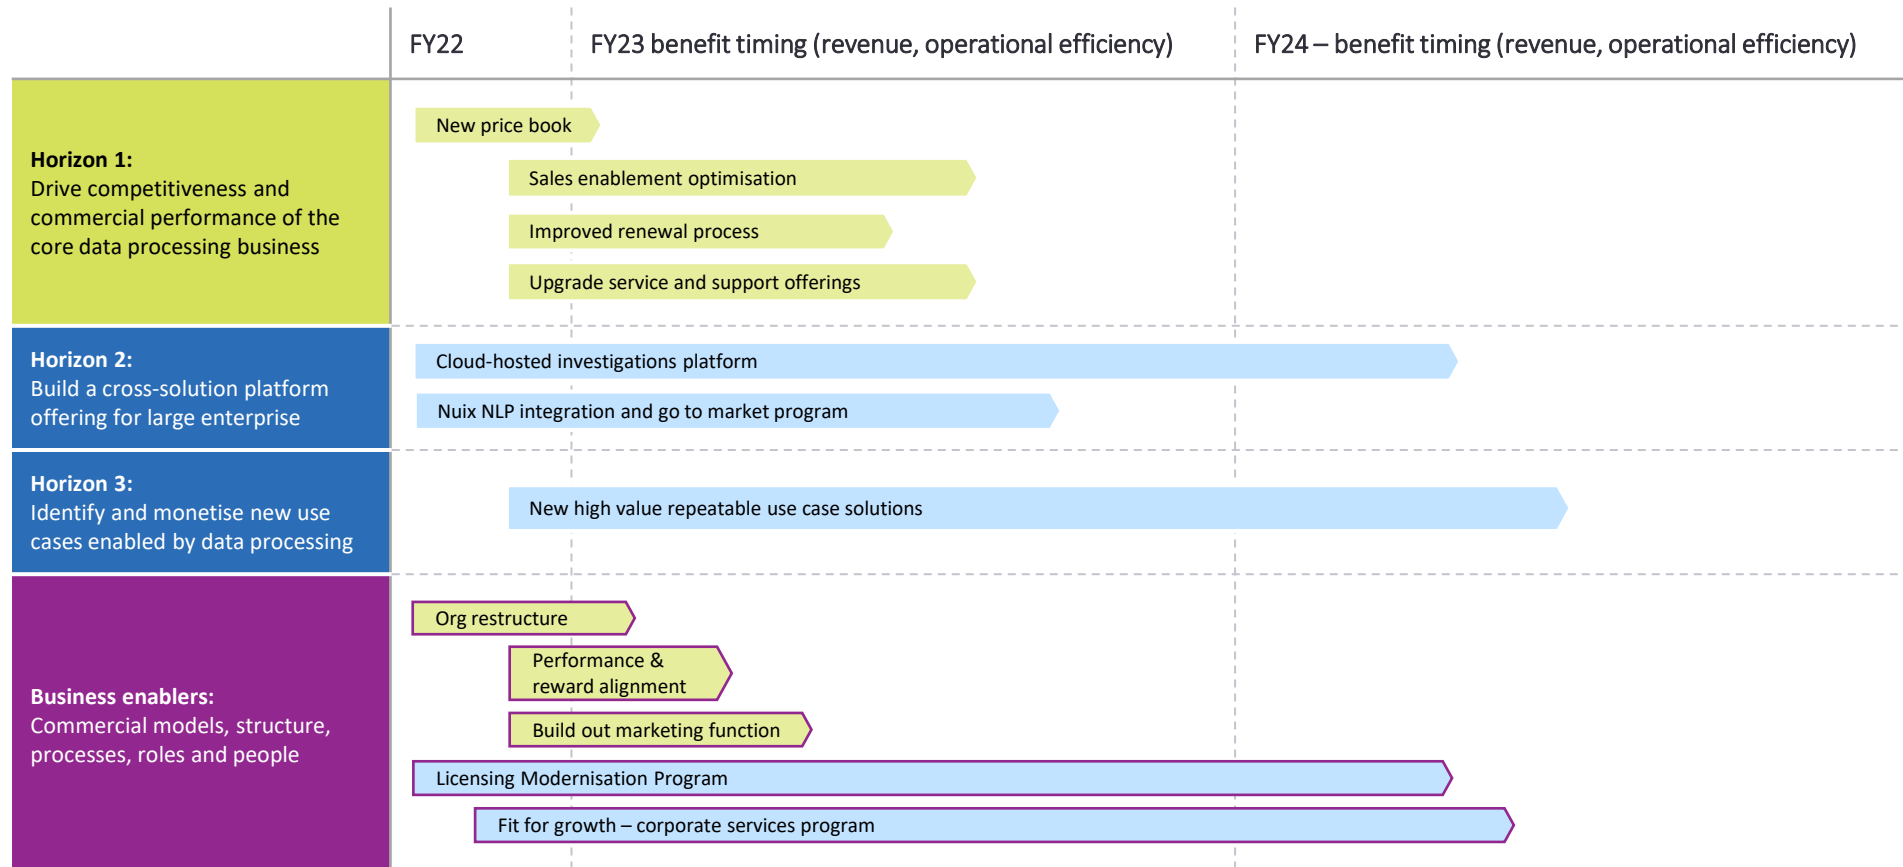 FY22
FY23 benefit timing (revenue, operational efficiency)
FY24 – benefit timing (revenue, operational efficiency)
Horizon 1:
Drive competitiveness and
commercial performance of the
core data processing business
New price book
Sales enablement optimisation
Improved renewal process
Upgrade service and support offerings
Horizon 2:
Build a cross-solution platform
offering for large enterprise
Cloud-hosted investigations platform
Nuix NLP integration and go to market program
Horizon 3:
Identify and monetise new use
cases enabled by data processing
New high value repeatable use case solutions
Business enablers:
Commercial models, structure,
processes, roles and people
Org restructure
Performance &
reward alignment
Build out marketing function
Licensing Modernisation Program
Fit for growth – corporate services program